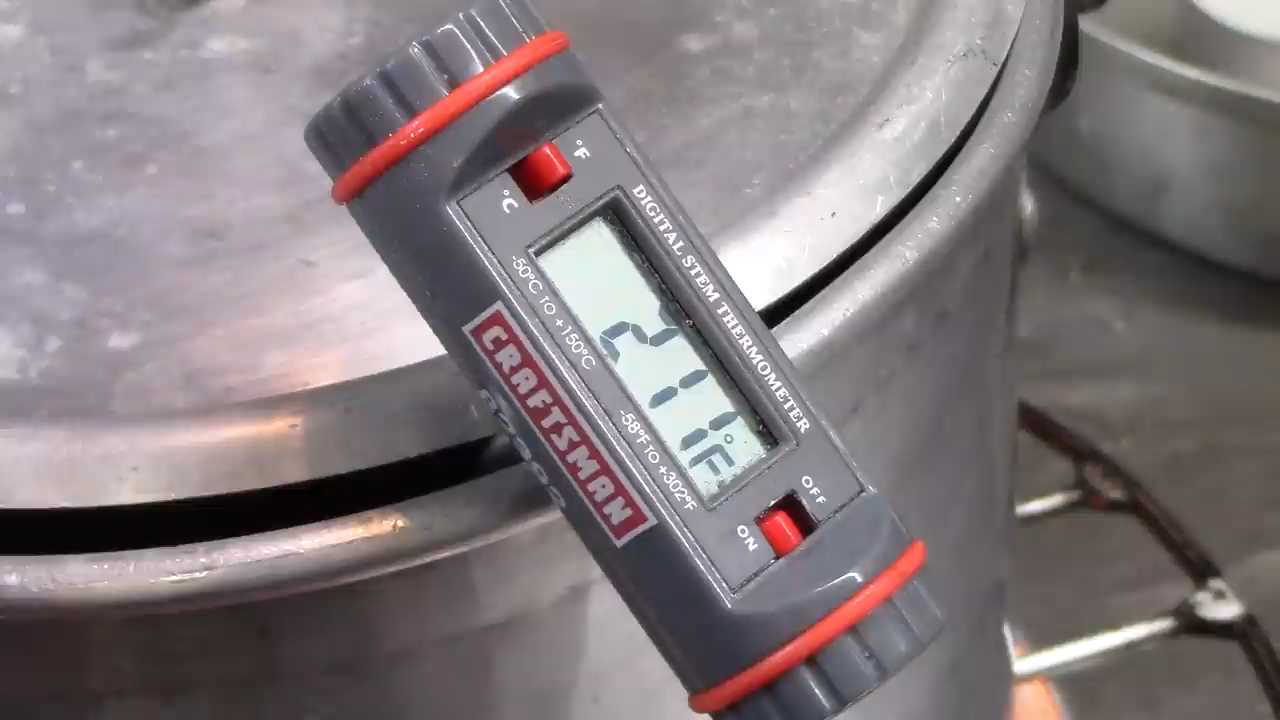 °C
°F
DIGITAL STEM THERMOMETER
211°F
-50°C TO +150°C
-58°F TO +302°F
CRAFTSMAN
ON
OFF